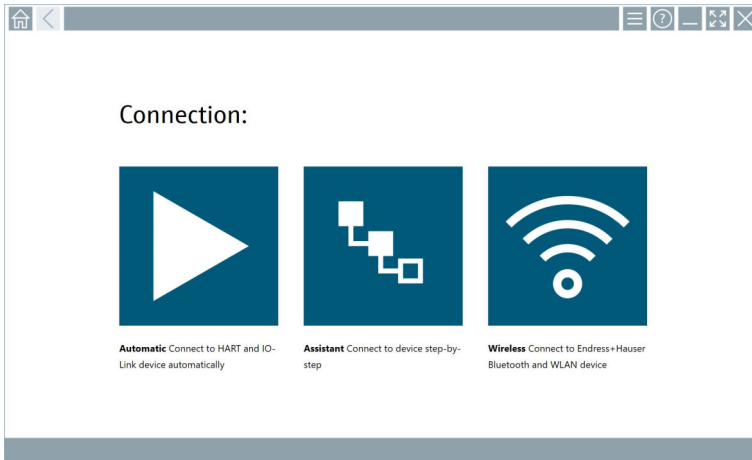 Connection:
Automatic Connect to HART and IO-
Link device automatically
Assistant Connect to device step-by-
step
Wireless Connect to Endress+Hauser
Bluetooth and WLAN device